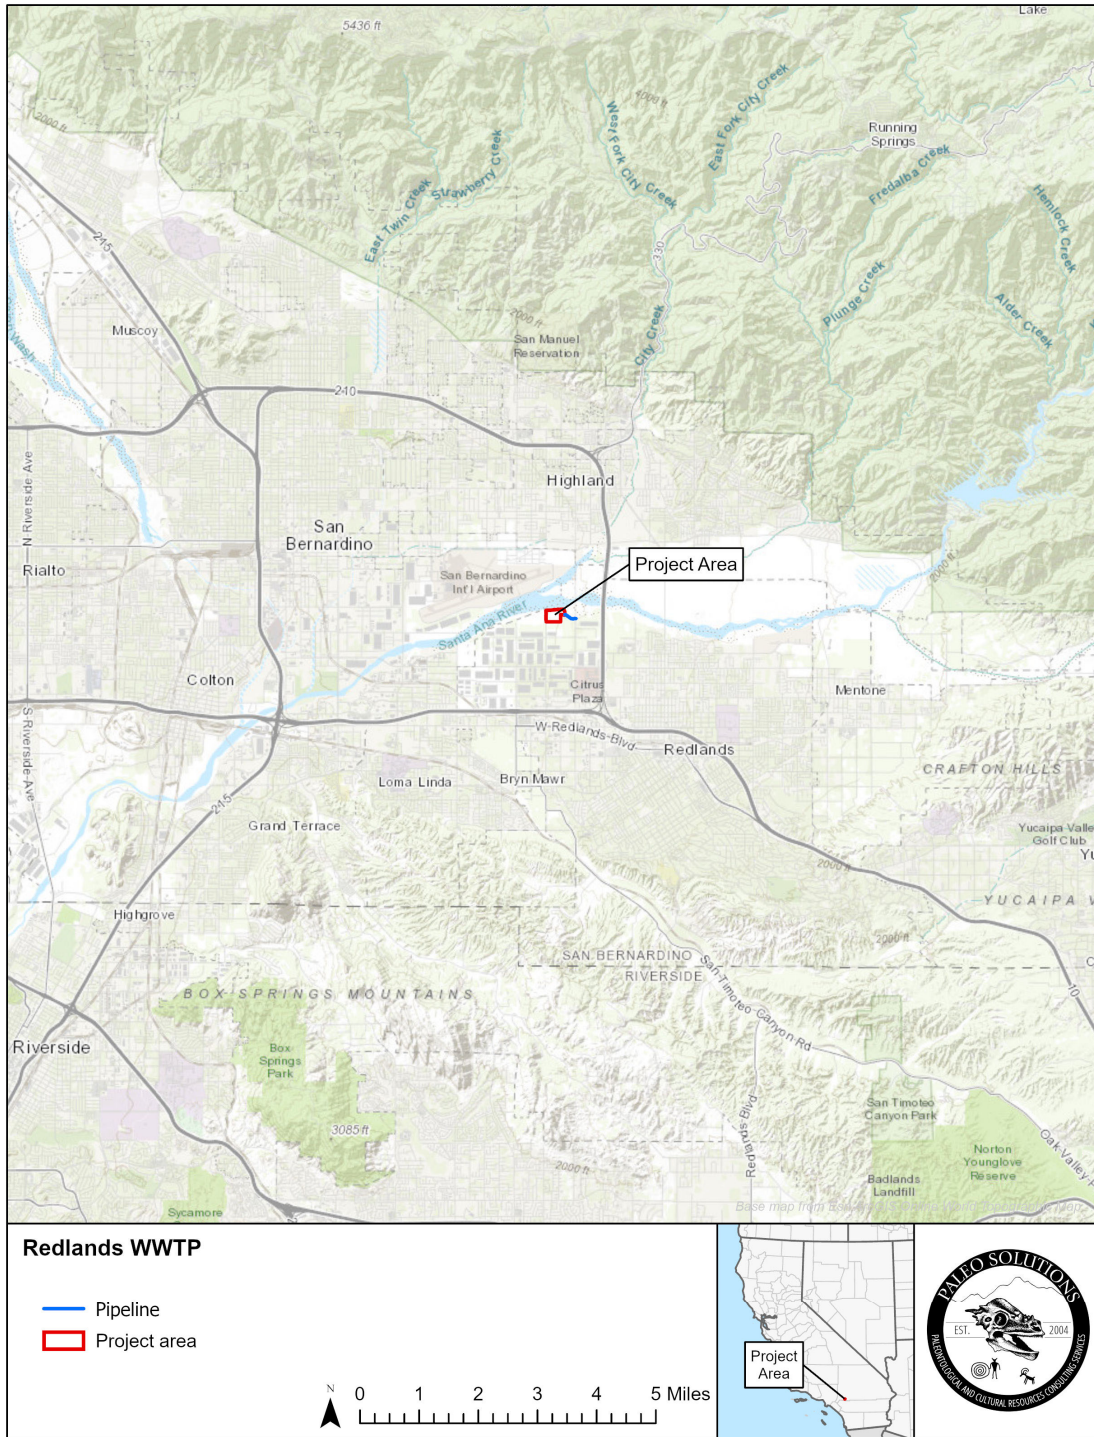 Lake
5436 ft
4000 ft
2000 ft
West Fork City Creek
East Fork City Creek
Running
Springs
Fredalba Creek
Strawberry Creek
East Twin Creek
Hemlock Creek
215
330
Plunge Creek
Alder Creek
2000 ft
Muscoy
San Manuel
Reservation
City Creek
Wash
210
N Riverside Ave
Highland
San
Bernardino
Rialto
San Bernardino
Int'l Airport
Project Area
2000 ft
Santa Ana River
Colton
Citrus
Plaza
Mentone
S Riverside Ave
W Redlands Blvd
Redlands
Loma Linda
Bryn Mawr
CRAFTON HILLS
215
Grand Terrace
Yucaipa Valle
Golf Club
Yu
2000 ft
Highgrove
YUCAIPA V
2000 ft
SAN BERNARDINO
RIVERSIDE
San Timoteo Canyon Rd
10
BOX SPRINGS MOUNTAINS
Riverside
Box
Springs
Park
3085 ft
2000 ft
Redlands Blvd
San Timoteo
Canyon Park
Oak Valley
Norton
Younglove
Reserve
Badlands
Landfill
Sycamore
Base map from
Redlands WWTP
Pipeline
Project area
N
0 1 2 3 4 5 Miles
Project
Area
PALEO SOLUTIONS
EST. 2004
PALEONTOLOGICAL AND CULTURAL RESOURCES CONSULTING SERVICES